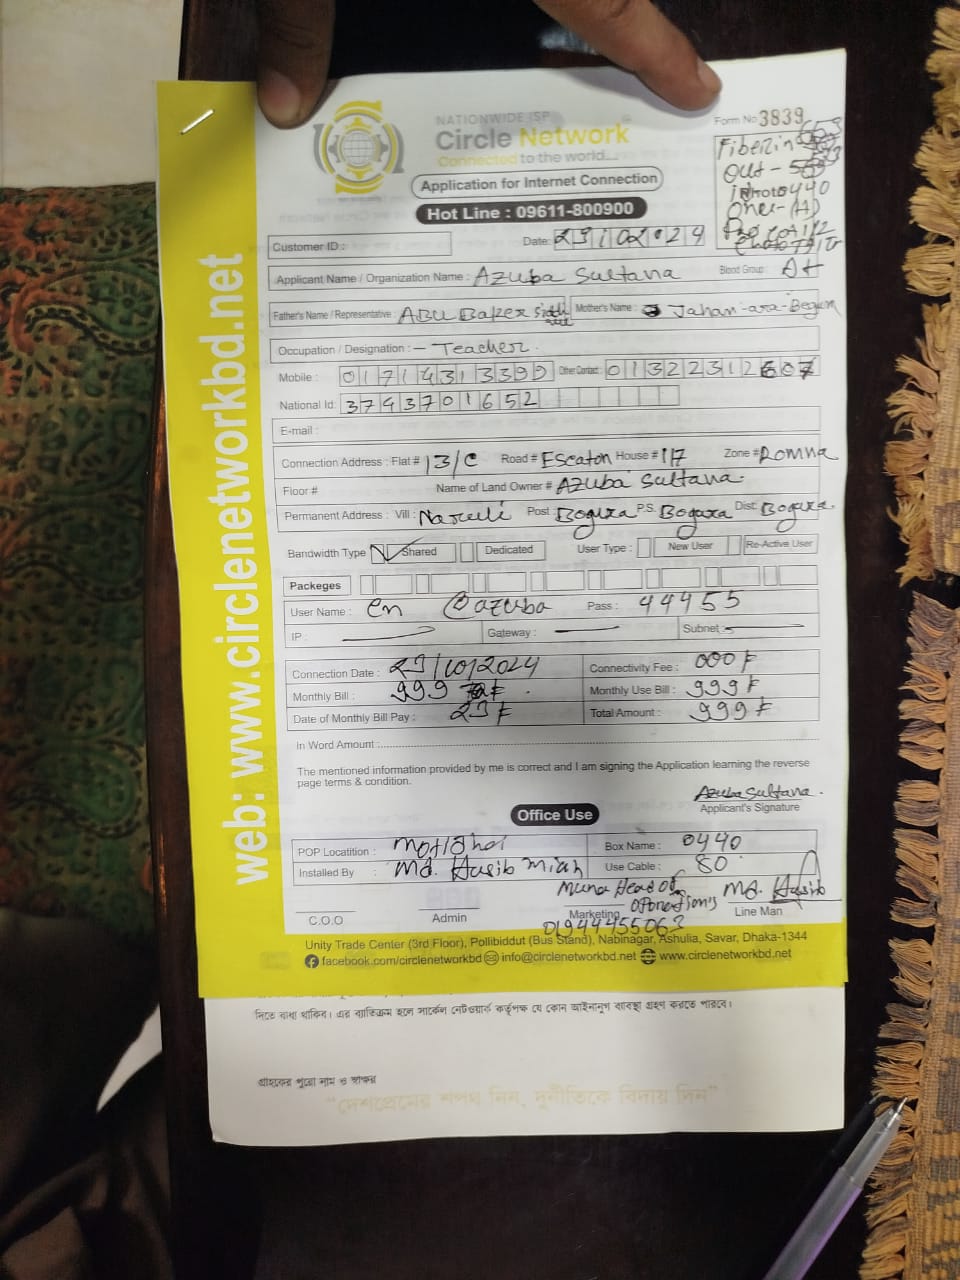 NATIONWIDE ISP
Circle Network
Connected to the world....
Application for Internet Connection
Hot Line : 09611-800900
Form No 3839
Fiber in
Out -
0440
Oner-
Customer ID :
Date: 23102024
Applicant Name / Organization Name : Azuba Sultana Blood Group: A+
Father's Name / Representative : ABU Baker Mother's Name : Jahan-ara-Begum
Occupation / Designation : - Teacher.
Mobile : 01714313399 Other Contact: 01322312607
National Id: 3743701652
E-mail :
Connection Address : Flat # 13/C Road # Escaton House # 117 Zone # Romna
Floor # Name of Land Owner # Azuba Sultana.
Permanent Address : Vill : Post Bogura P.S. Bogura Dist: Bogura.
Bandwidth Type Shared Dedicated User Type : New User Re-Active User
Packeges
User Name : cn @azuba Pass : 44455
IP : Gateway : Subnet
Connection Date : 23/10/2024 Connectivity Fee : 000৳
Monthly Bill : 999 Monthly Use Bill : 999৳
Date of Monthly Bill Pay : 23 Total Amount : 999৳
In Word Amount :
The mentioned information provided by me is correct and I am signing the Application learning the reverse
page terms & condition.
Azuba Sultana.
Applicant's Signature
Office Use
POP Locatition : Box Name : 0440
Installed By : Md. Hasib Miah Use Cable : 80
Muna Head of Md. Hasib
Operation's
C.O.O Admin Marketing Line Man
01944455063
Unity Trade Center (3rd Floor), Pollibiddut (Bus Stand), Nabinagar, Ashulia, Savar, Dhaka-1344
facebook.com/circlenetworkbd info@circlenetworkbd.net www.circlenetworkbd.net
web: www.circlenetworkbd.net
দিতে বাধ্য থাকিব। এর ব্যতিক্রম হলে সার্কেল নেটওয়ার্ক কর্তৃপক্ষ যে কোন আইনানুগ ব্যবস্থা গ্রহণ করতে পারবে।
গ্রাহকের পুরো নাম ও স্বাক্ষর
"দেশপ্রেমের শপথ নিন, দুর্নীতিকে বিদায় দিন"